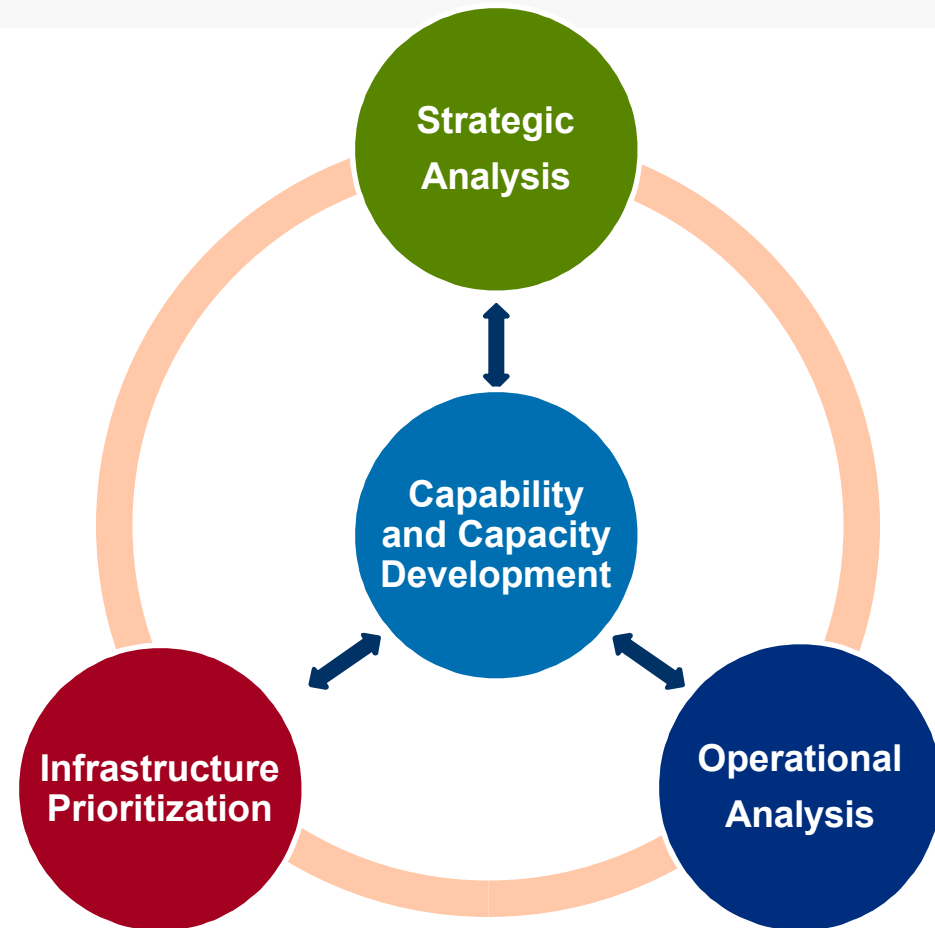 Strategic
Analysis
Capability
and Capacity
Development
Infrastructure
Prioritization
Operational
Analysis